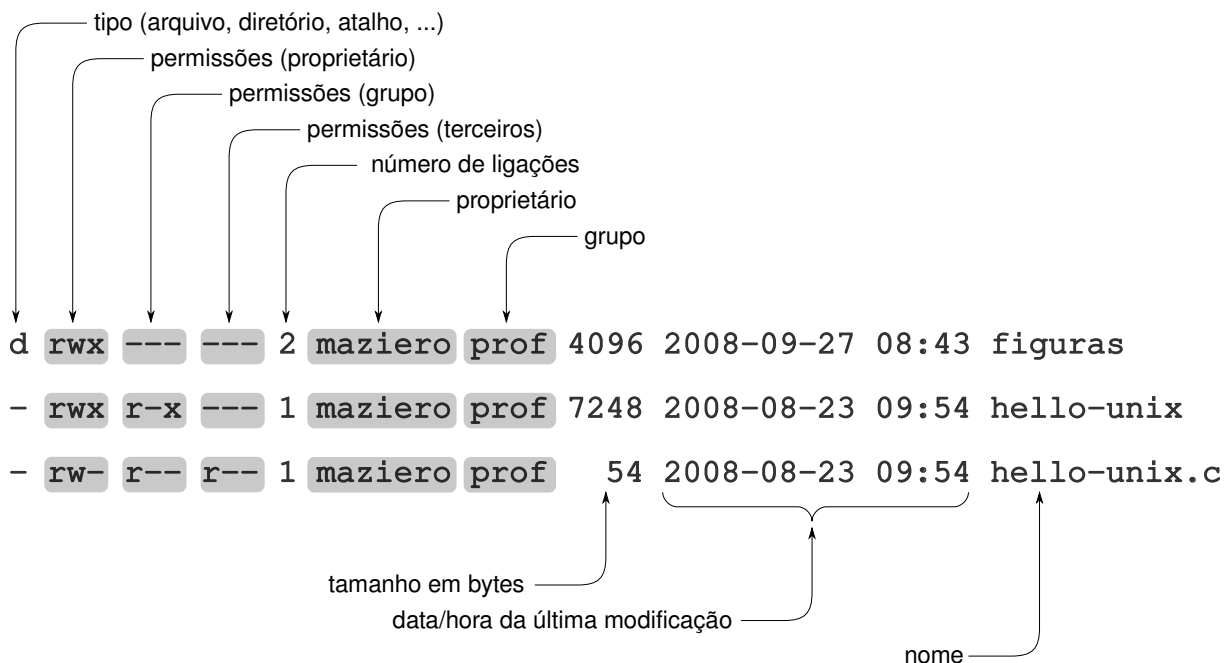 tipo (arquivo, diretório, atalho, ...)
permissões (proprietário)
permissões (grupo)
permissões (terceiros)
número de ligações
proprietário
grupo
d rwx --- --- 2 maziero prof 4096 2008-09-27 08:43 figuras
- rwx r-x --- 1 maziero prof 7248 2008-08-23 09:54 hello-unix
- rw- r-- r-- 1 maziero prof 54 2008-08-23 09:54 hello-unix.c
tamanho em bytes
data/hora da última modificação
nome